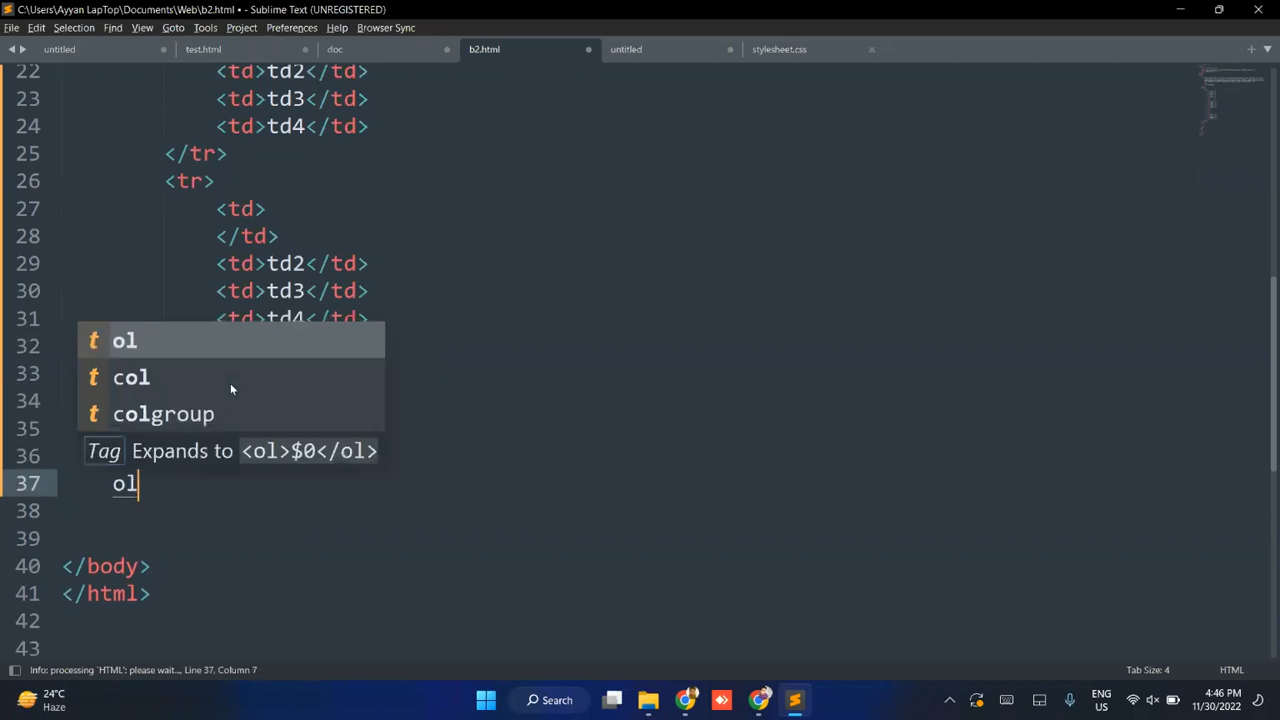 C:\Users\Ayyan LapTop\Documents\Web\b2.html • - Sublime Text (UNREGISTERED)
File Edit Selection Find View Goto Tools Project Preferences Help Browser Sync
untitled test.html doc b2.html untitled stylesheet.css
22 <td>td2</td>
23 <td>td3</td>
24 <td>td4</td>
25 </tr>
26 <tr>
27 <td>
28 </td>
29 <td>td2</td>
30 <td>td3</td>
31 <td>td4</td>
32 t ol
33 t col
34 t colgroup
35
36 Tag Expands to <ol>$0</ol>
37 ol
38
39
40 </body>
41 </html>
42
43
Info: processing `HTML': please wait..., Line 37, Column 7 Tab Size: 4 HTML
24°C
Haze
Search
ENG
US
4:46 PM
11/30/2022